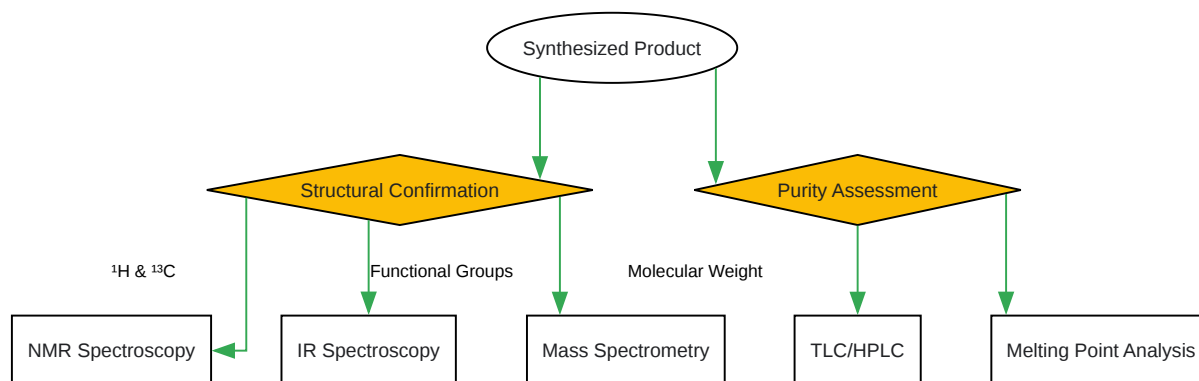 Synthesized Product
Structural Confirmation
Purity Assessment
¹H & ¹³C
Functional Groups
Molecular Weight
NMR Spectroscopy
IR Spectroscopy
Mass Spectrometry
TLC/HPLC
Melting Point Analysis